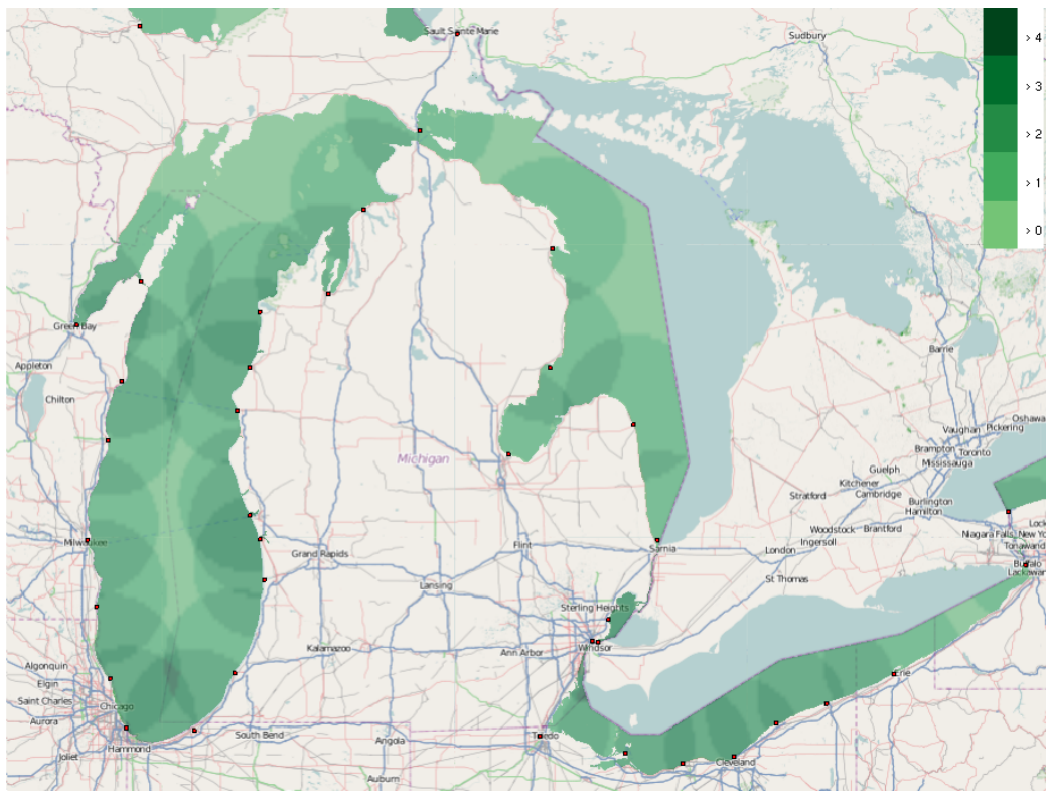 Sault Sainte Marie
Sudbury
> 4
> 3
> 2
> 1
> 0
Green Bay
Appleton
Chilton
Barrie
Oshawa
Vaughan
Pickering
Brampton
Toronto
Mississauga
Michigan
Guelph
Kitchener
Cambridge
Stratford
Burlington
Hamilton
Woodstock
Brantford
Ingersoll
Niagara Falls
New Yo
Lock
Tonawand
Buffalo
Lackawan
Milwaukee
Grand Rapids
Flint
Sarnia
London
St Thomas
Lansing
Sterling Heights
Kalamazoo
Ann Arbor
Windsor
Algonquin
Elgin
Saint Charles
Aurora
Chicago
Erie
Joliet
Hammond
South Bend
Angola
Toledo
Auburn
Cleveland